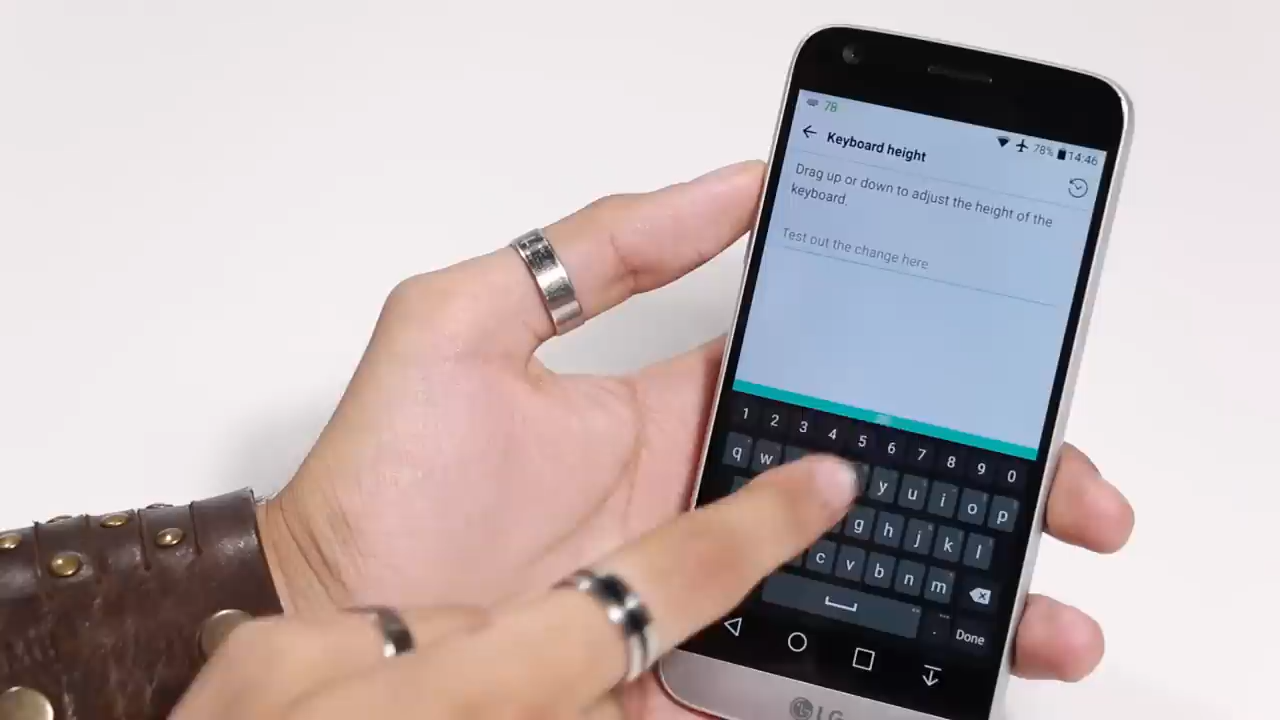 78
78% 14:46
Keyboard height
Drag up or down to adjust the height of the
keyboard.
Test out the change here
1 2 3 4 5 6 7 8 9 0
q w y u i o p
g h j k l
c v b n m
Done
LG